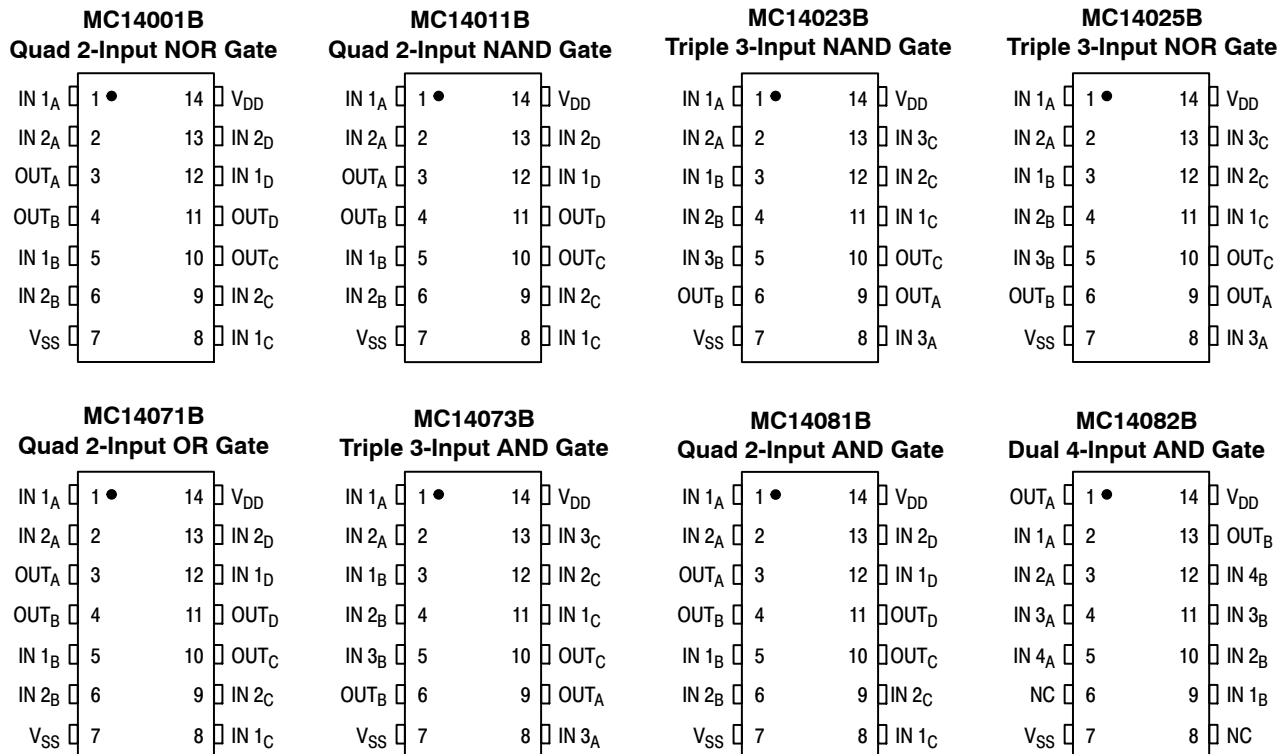 MC14001B
Quad 2-Input NOR Gate
IN 1A 1 14 VDD
IN 2A 2 13 IN 2D
OUTA 3 12 IN 1D
OUTB 4 11 OUTD
IN 1B 5 10 OUTC
IN 2B 6 9 IN 2C
VSS 7 8 IN 1C
MC14011B
Quad 2-Input NAND Gate
IN 1A 1 14 VDD
IN 2A 2 13 IN 2D
OUTA 3 12 IN 1D
OUTB 4 11 OUTD
IN 1B 5 10 OUTC
IN 2B 6 9 IN 2C
VSS 7 8 IN 1C
MC14023B
Triple 3-Input NAND Gate
IN 1A 1 14 VDD
IN 2A 2 13 IN 3C
IN 1B 3 12 IN 2C
IN 2B 4 11 IN 1C
IN 3B 5 10 OUTC
OUTB 6 9 OUTA
VSS 7 8 IN 3A
MC14025B
Triple 3-Input NOR Gate
IN 1A 1 14 VDD
IN 2A 2 13 IN 3C
IN 1B 3 12 IN 2C
IN 2B 4 11 IN 1C
IN 3B 5 10 OUTC
OUTB 6 9 OUTA
VSS 7 8 IN 3A
MC14071B
Quad 2-Input OR Gate
IN 1A 1 14 VDD
IN 2A 2 13 IN 2D
OUTA 3 12 IN 1D
OUTB 4 11 OUTD
IN 1B 5 10 OUTC
IN 2B 6 9 IN 2C
VSS 7 8 IN 1C
MC14073B
Triple 3-Input AND Gate
IN 1A 1 14 VDD
IN 2A 2 13 IN 3C
IN 1B 3 12 IN 2C
IN 2B 4 11 IN 1C
IN 3B 5 10 OUTC
OUTB 6 9 OUTA
VSS 7 8 IN 3A
MC14081B
Quad 2-Input AND Gate
IN 1A 1 14 VDD
IN 2A 2 13 IN 2D
OUTA 3 12 IN 1D
OUTB 4 11 OUTD
IN 1B 5 10 OUTC
IN 2B 6 9 IN 2C
VSS 7 8 IN 1C
MC14082B
Dual 4-Input AND Gate
OUTA 1 14 VDD
IN 1A 2 13 OUTB
IN 2A 3 12 IN 4B
IN 3A 4 11 IN 3B
IN 4A 5 10 IN 2B
NC 6 9 IN 1B
VSS 7 8 NC